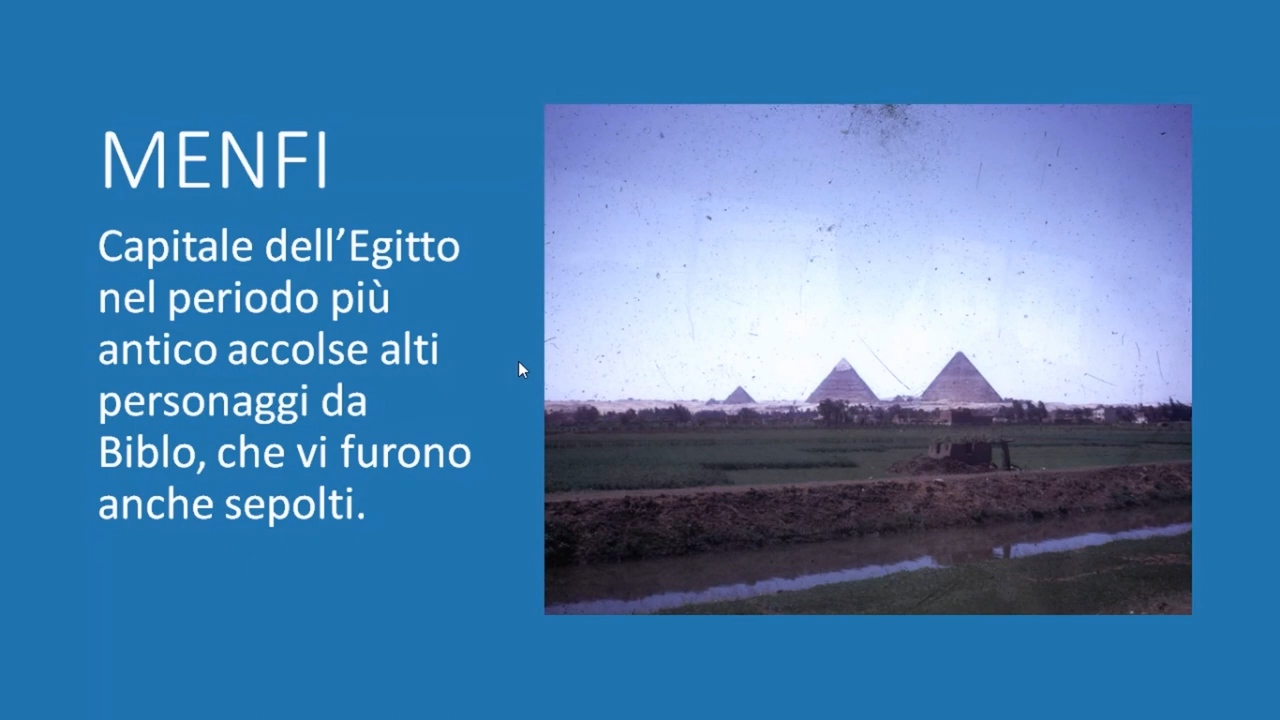 MENFI
Capitale dell’Egitto
nel periodo più
antico accolse alti
personaggi da
Biblo, che vi furono
anche sepolti.